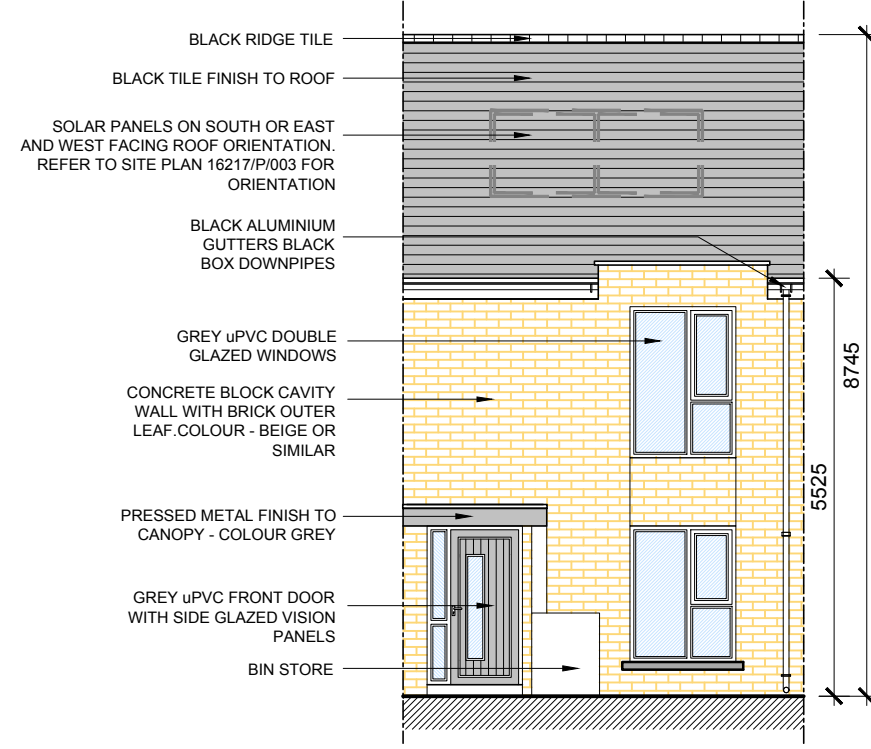 BLACK RIDGE TILE
BLACK TILE FINISH TO ROOF
SOLAR PANELS ON SOUTH OR EAST
AND WEST FACING ROOF ORIENTATION.
REFER TO SITE PLAN 16217/P/003 FOR
ORIENTATION
BLACK ALUMINIUM
GUTTERS BLACK
BOX DOWNPIPES
GREY uPVC DOUBLE
GLAZED WINDOWS
CONCRETE BLOCK CAVITY
WALL WITH BRICK OUTER
LEAF.COLOUR - BEIGE OR
SIMILAR
PRESSED METAL FINISH TO
CANOPY - COLOUR GREY
GREY uPVC FRONT DOOR
WITH SIDE GLAZED VISION
PANELS
BIN STORE
5525
8745